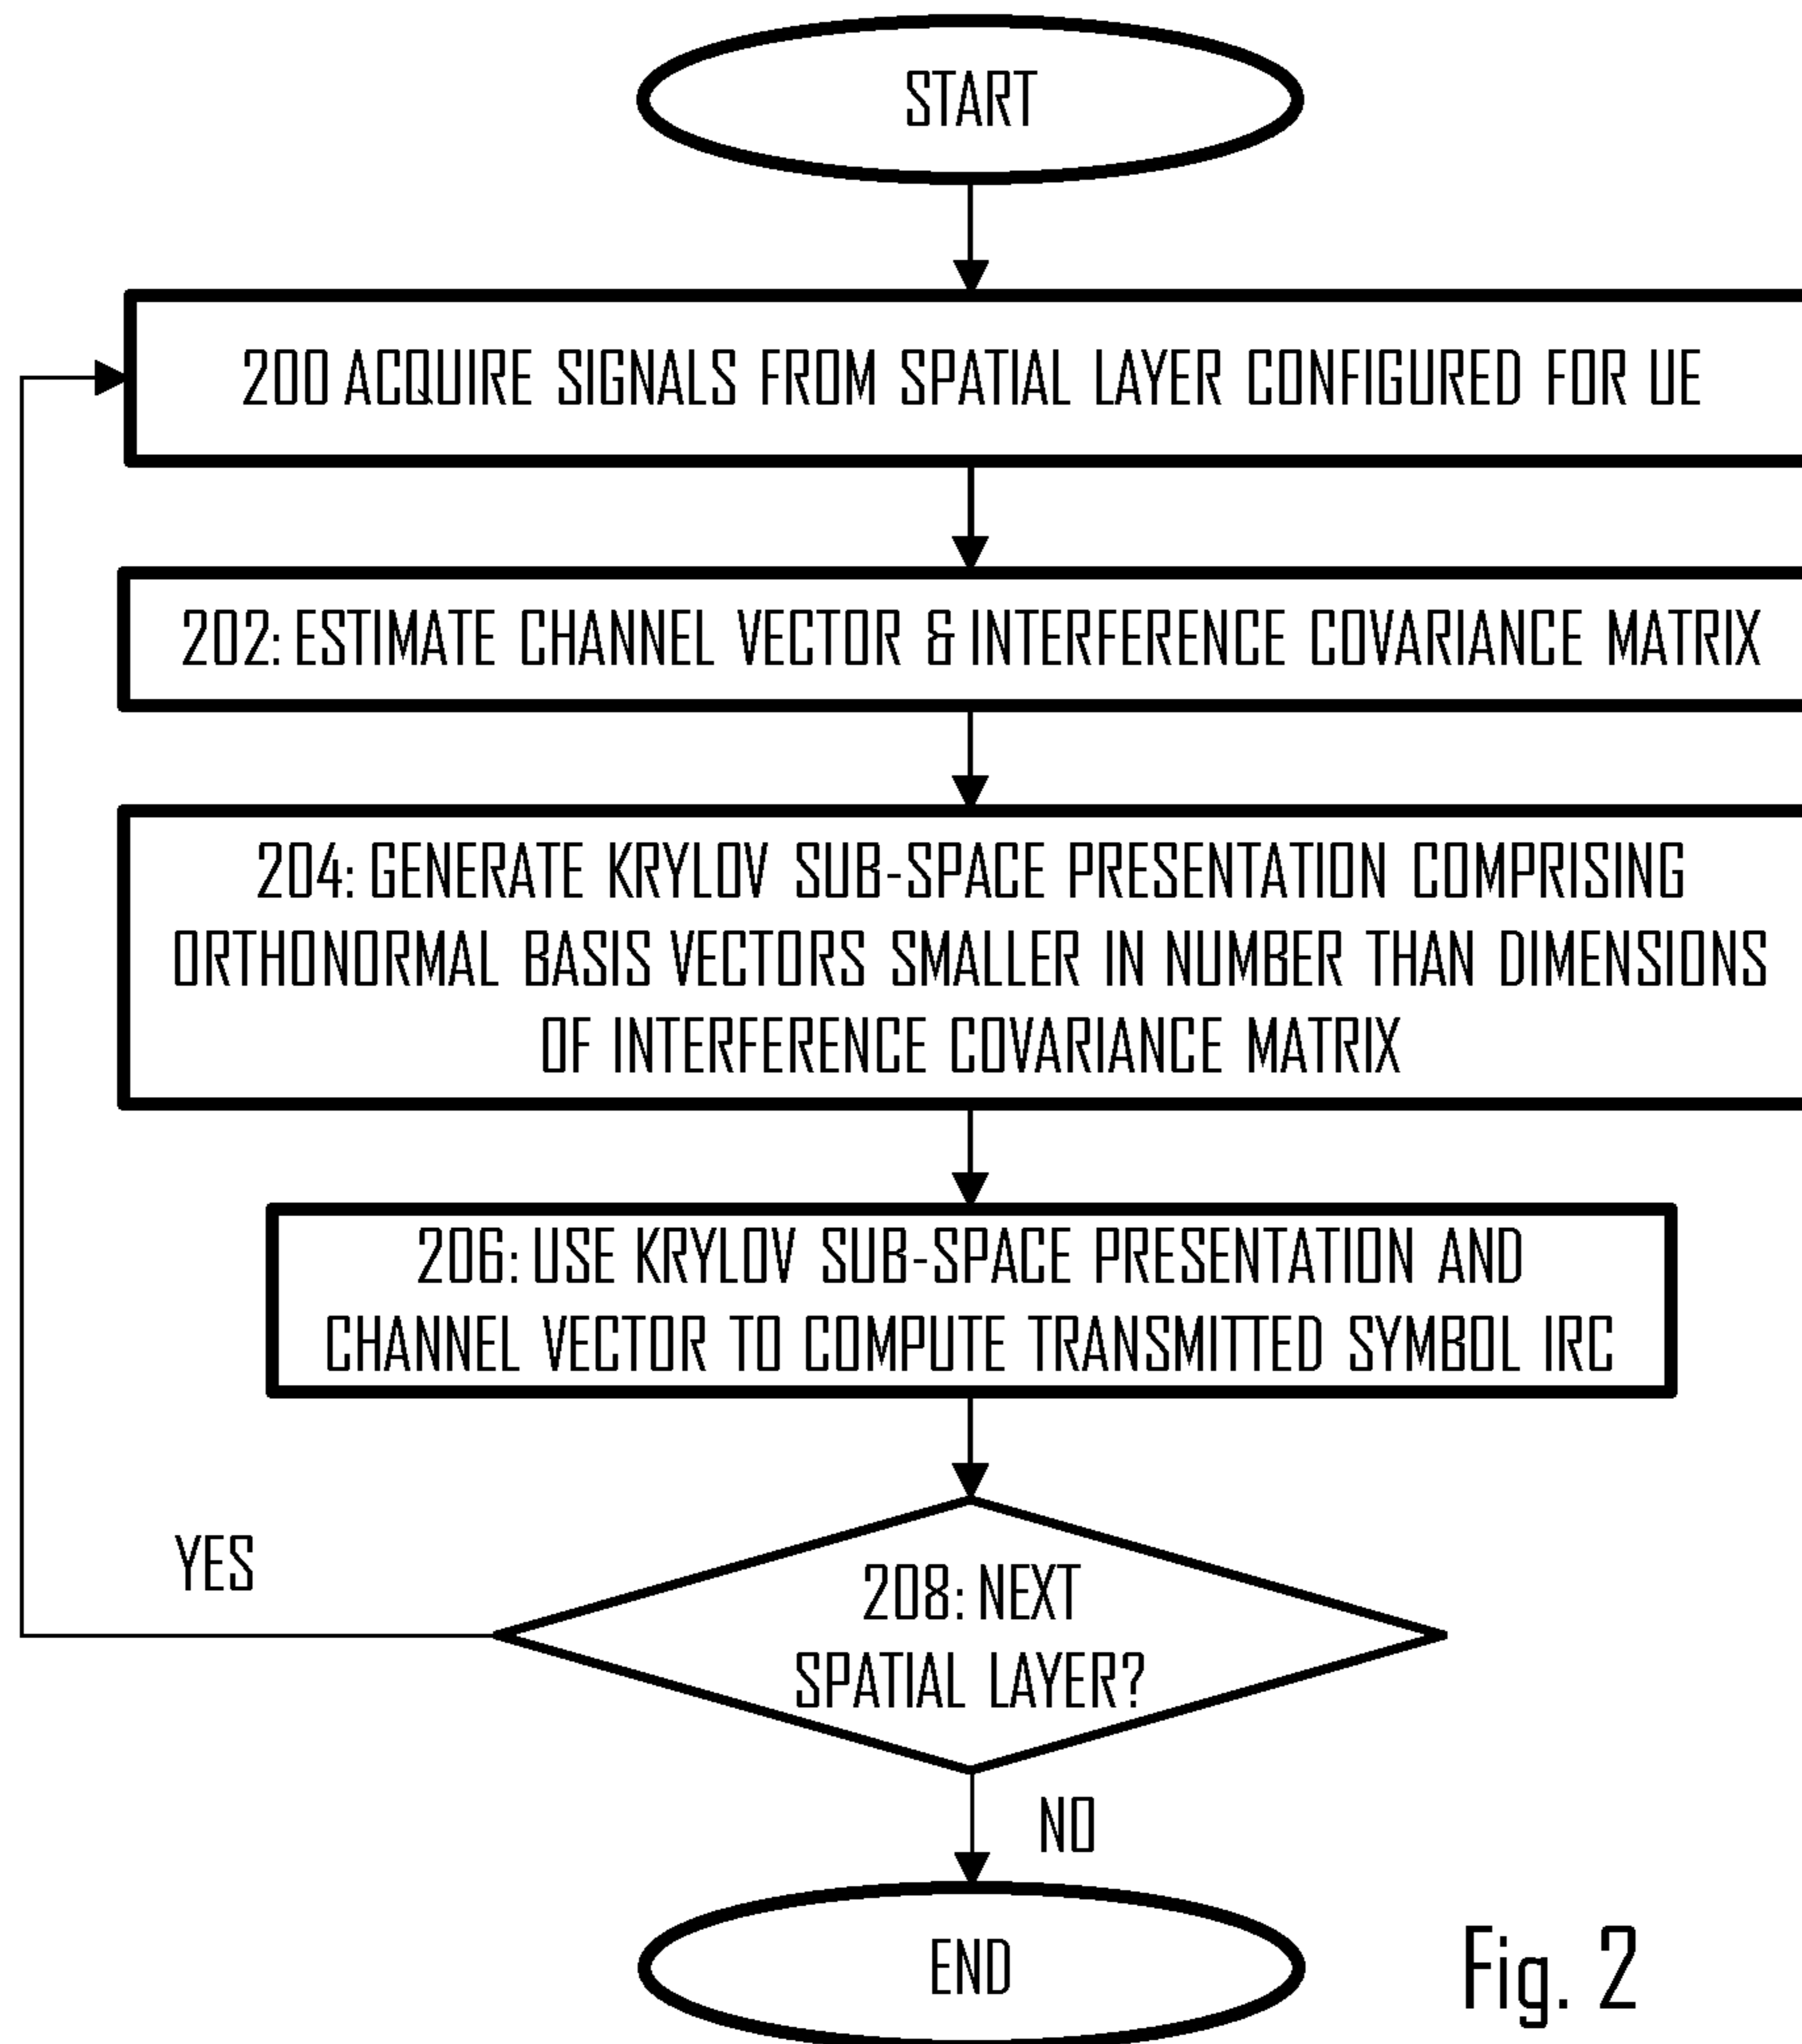 START
200 ACQUIRE SIGNALS FROM SPATIAL LAYER CONFIGURED FOR UE
202: ESTIMATE CHANNEL VECTOR & INTERFERENCE COVARIANCE MATRIX
204: GENERATE KRYLOV SUB-SPACE PRESENTATION COMPRISING
ORTHONORMAL BASIS VECTORS SMALLER IN NUMBER THAN DIMENSIONS
OF INTERFERENCE COVARIANCE MATRIX
206: USE KRYLOV SUB-SPACE PRESENTATION AND
CHANNEL VECTOR TO COMPUTE TRANSMITTED SYMBOL IRC
YES
208: NEXT
SPATIAL LAYER?
NO
END
Fig. 2